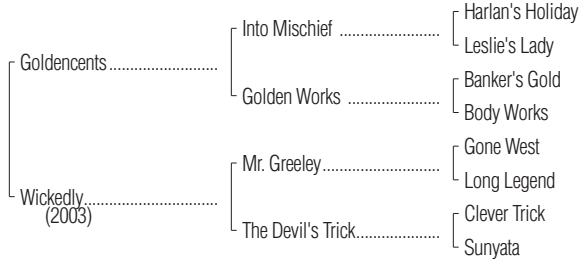 Harlan's Holiday
Into Mischief ....................
Leslie's Lady
Goldencents ..........................
Banker's Gold
Golden Works ..................
Body Works
Gone West
Mr. Greeley ........................
Long Legend
Wickedly ................................
(2003)
Clever Trick
The Devil's Trick ....................
Sunyata